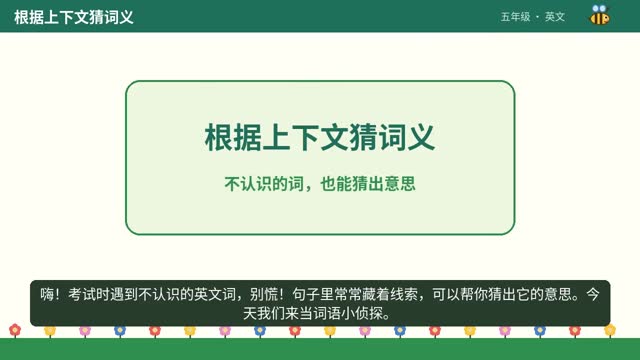 根据上下文猜词义
五年级 · 英文
根据上下文猜词义
不认识的词，也能猜出意思
嗨！考试时遇到不认识的英文词，别慌！句子里常常藏着线索，可以帮你猜出它的意思。今
天我们来当词语小侦探。